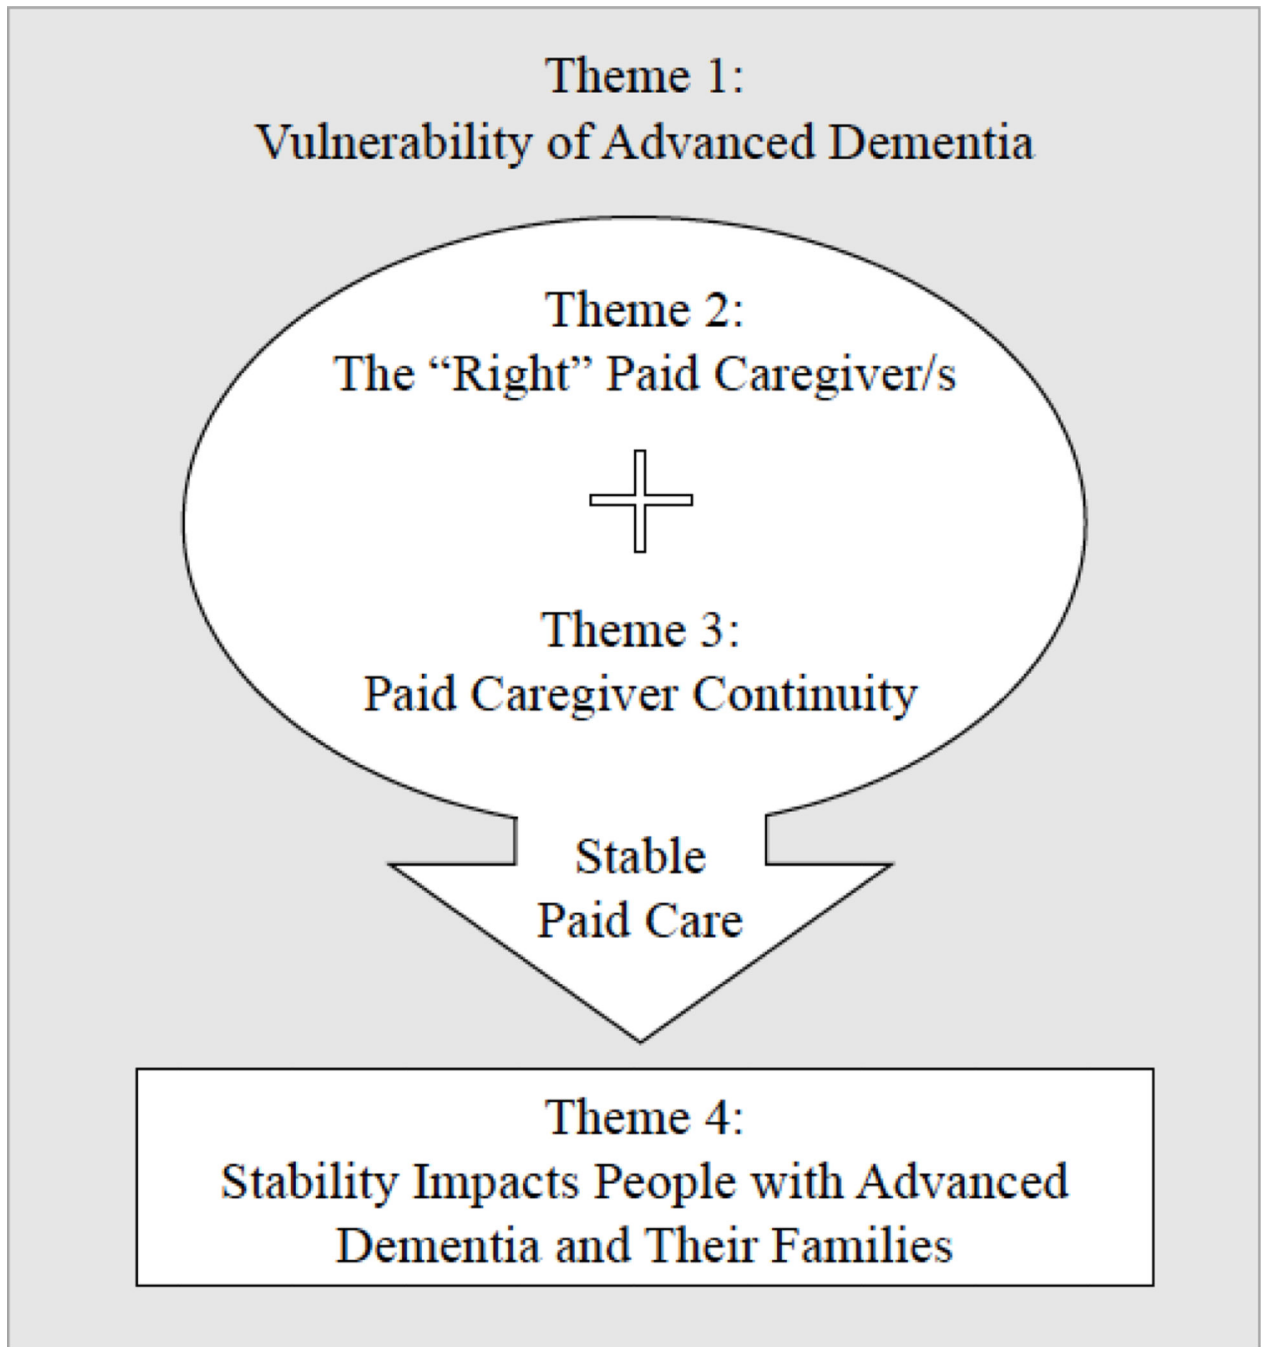 Theme 1:
Vulnerability of Advanced Dementia
Theme 2:
The “Right” Paid Caregiver/s
Theme 3:
Paid Caregiver Continuity
Stable
Paid Care
Theme 4:
Stability Impacts People with Advanced
Dementia and Their Families